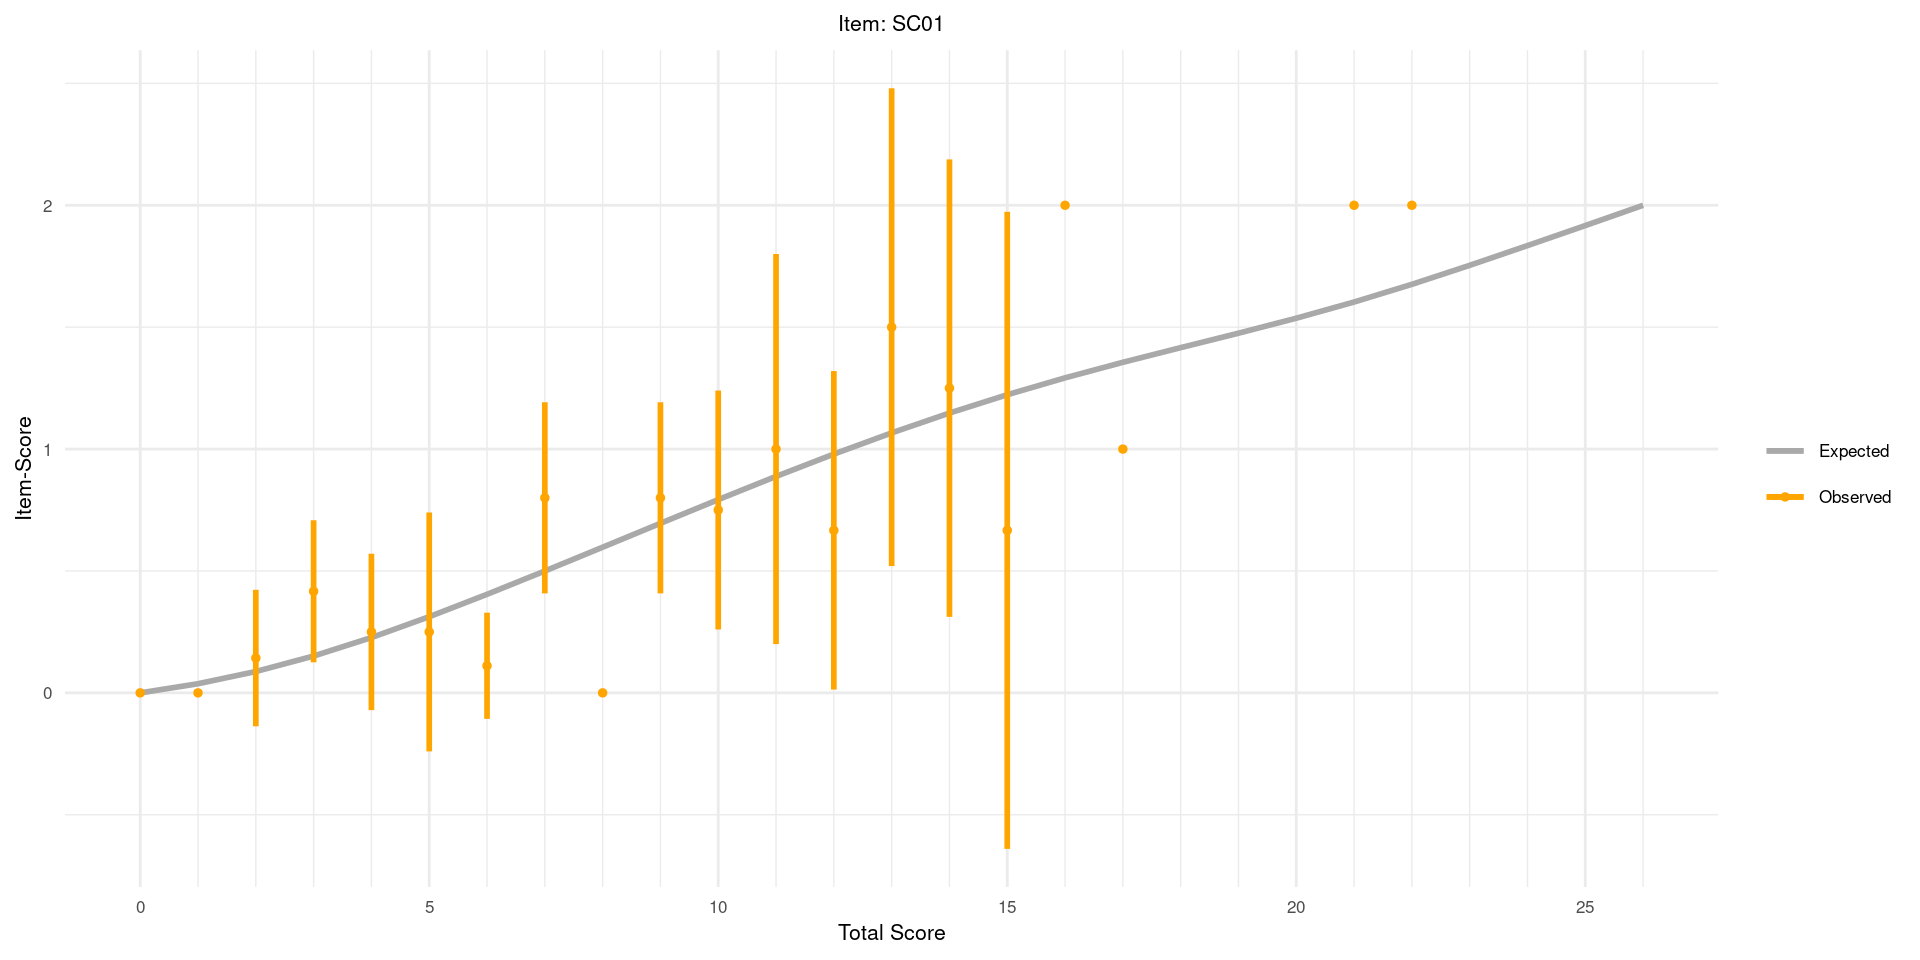 Item: SC01
Item-Score
2
1
0
0 5 10 15 20 25
Total Score
Expected
Observed